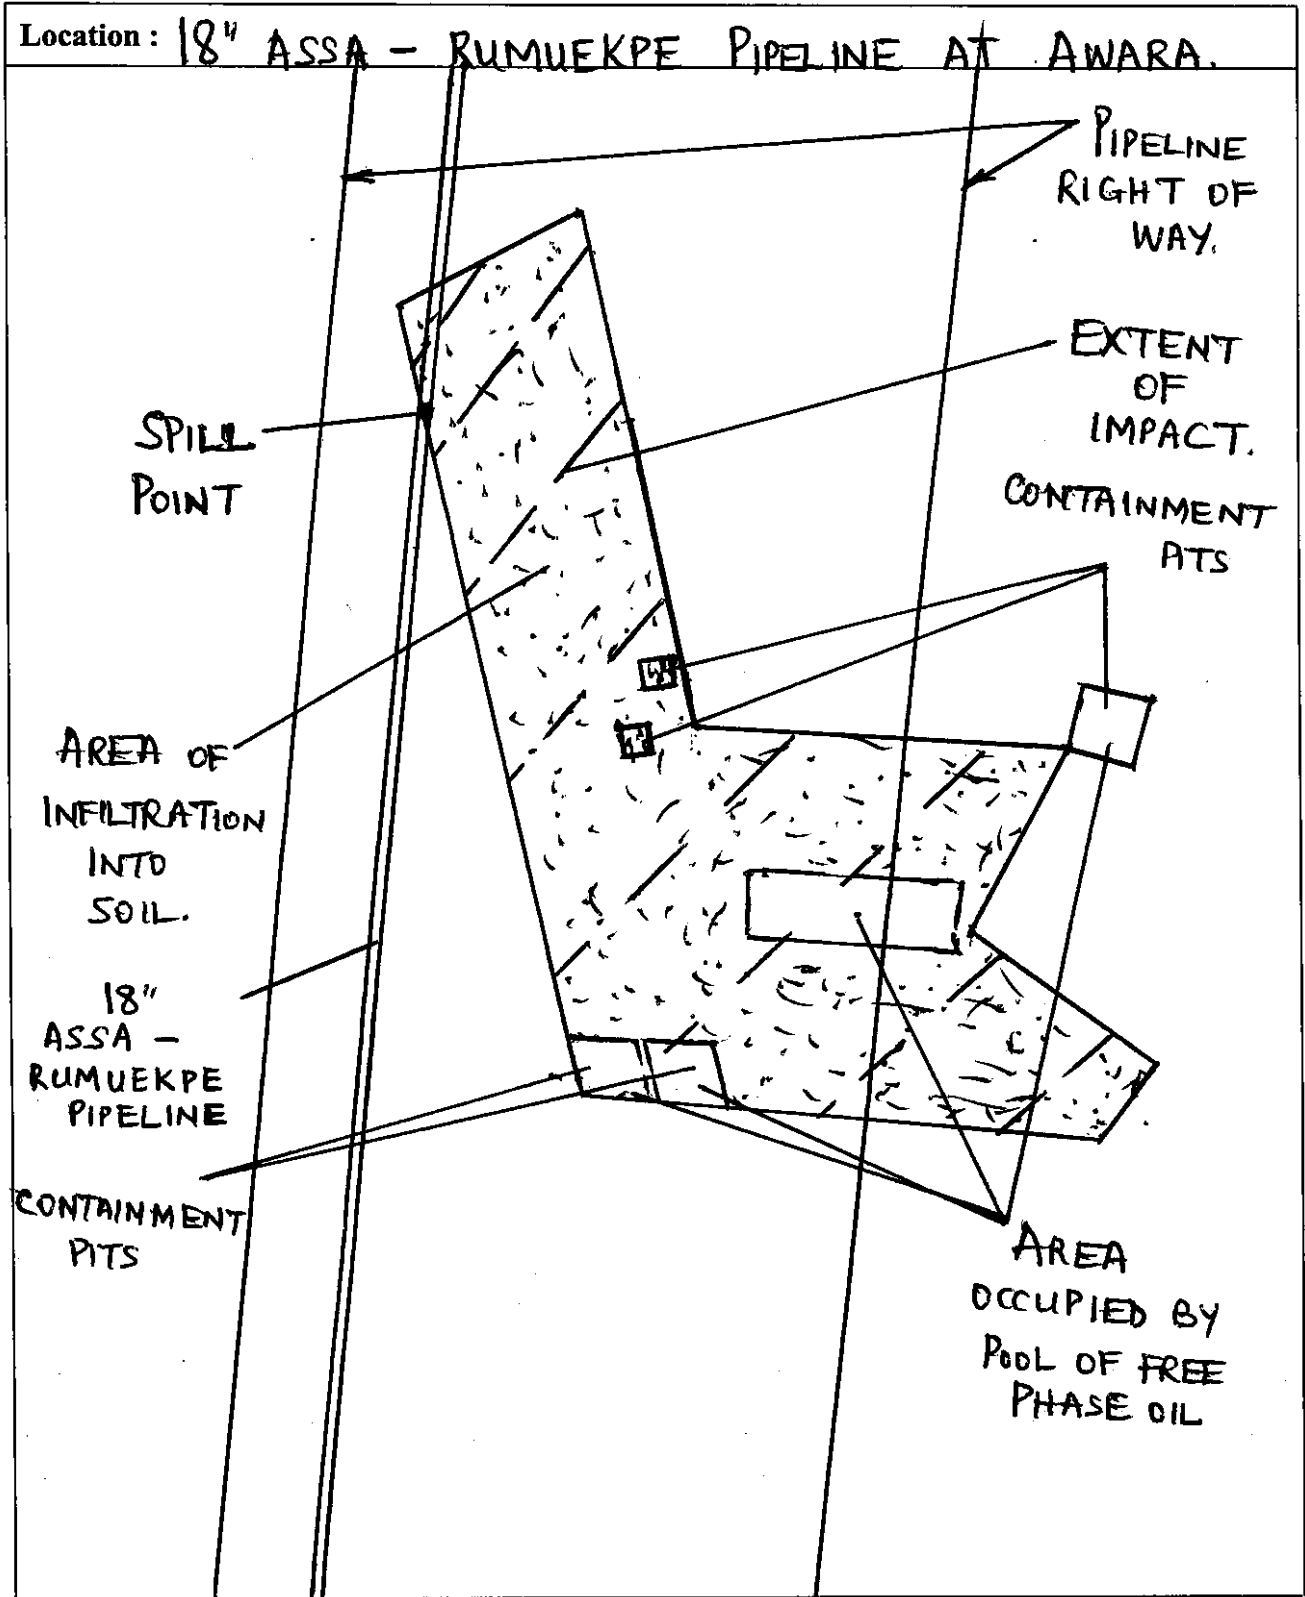 Location : 18" ASSA - RUMUEKPE PIPELINE AT AWARA.
PIPELINE
RIGHT OF
WAY.
EXTENT
OF
IMPACT.
SPILL
POINT
CONTAINMENT
PITS
AREA OF
INFILTRATION
INTO
SOIL.
18"
ASSA -
RUMUEKPE
PIPELINE
CONTAINMENT
PITS
AREA
OCCUPIED BY
POOL OF FREE
PHASE OIL